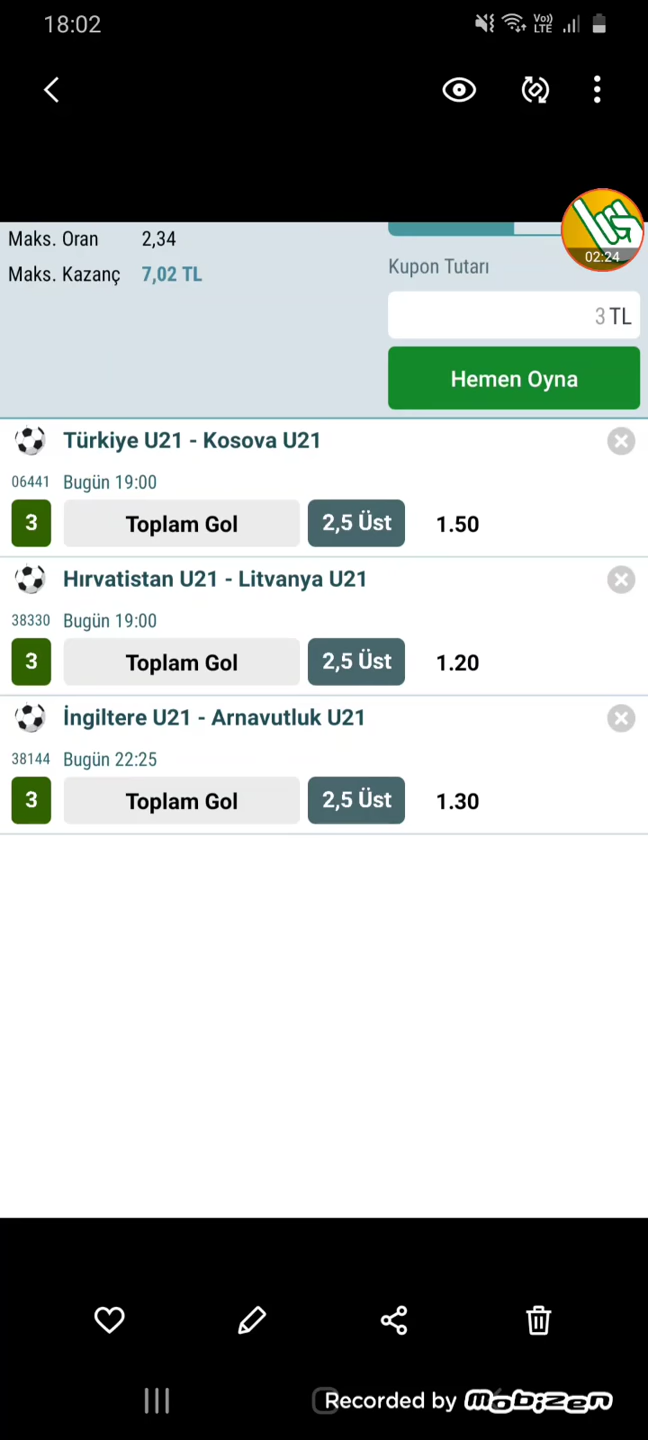 18:02
Vo))
LTE
02:24
Maks. Oran 2,34
Maks. Kazanç 7,02 TL
Kupon Tutarı
3 TL
Hemen Oyna
Türkiye U21 - Kosova U21
06441 Bugün 19:00
3 Toplam Gol 2,5 Üst 1.50
Hırvatistan U21 - Litvanya U21
38330 Bugün 19:00
3 Toplam Gol 2,5 Üst 1.20
İngiltere U21 - Arnavutluk U21
38144 Bugün 22:25
3 Toplam Gol 2,5 Üst 1.30
Recorded by mobizen